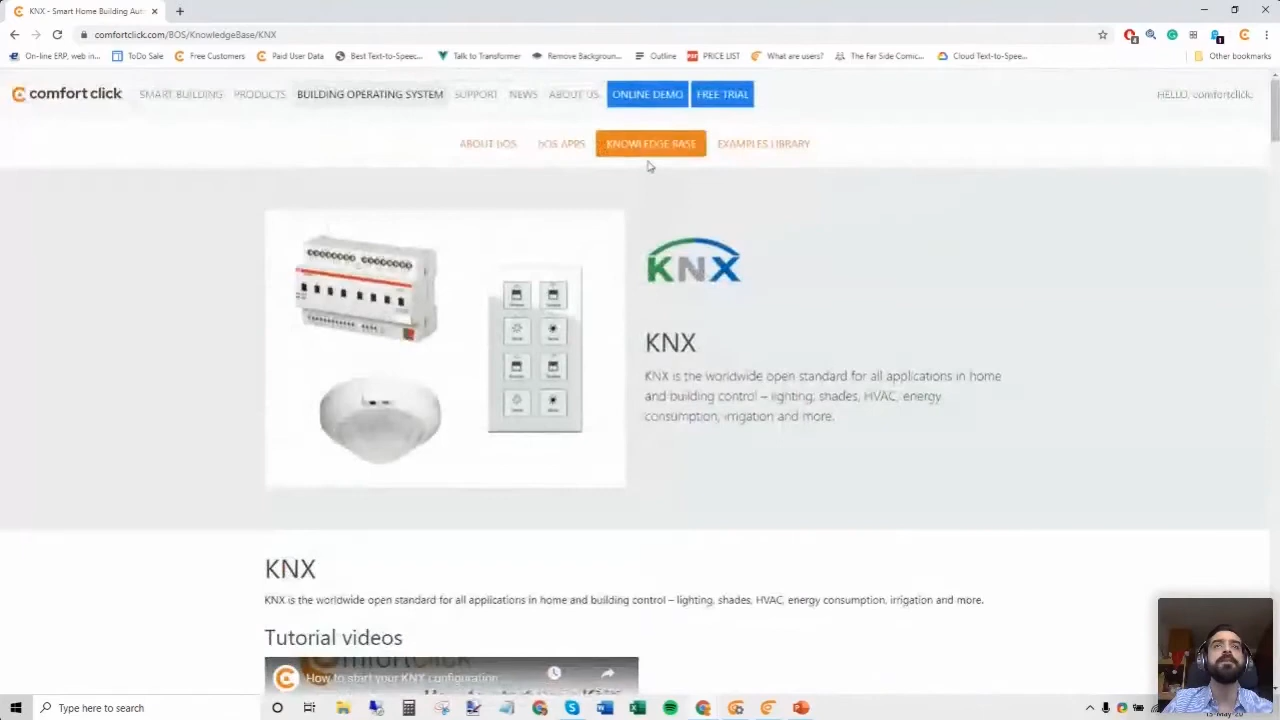 KNX - Smart Home Building Aut
comfortclick.com/BOS/KnowledgeBase/KNX
On-line ERP, web in... ToDo Sale Free Customers Paid User Data Best Text-to-Speec... Talk to Transformer Remove Backgroun... Outline PRICE LIST What are users? The Far Side Comic... Cloud Text-to-Spee... Other bookmarks
comfort click SMART BUILDING PRODUCTS BUILDING OPERATING SYSTEM SUPPORT NEWS ABOUT US ONLINE DEMO FREE TRIAL HELLO, comfortclick.
ABOUT bOS bOS APPS KNOWLEDGE BASE EXAMPLES LIBRARY
KNX
KNX
KNX is the worldwide open standard for all applications in home
and building control – lighting, shades, HVAC, energy
consumption, irrigation and more.
KNX
KNX is the worldwide open standard for all applications in home and building control – lighting, shades, HVAC, energy consumption, irrigation and more.
Tutorial videos
How to start your KNX configuration
Type here to search